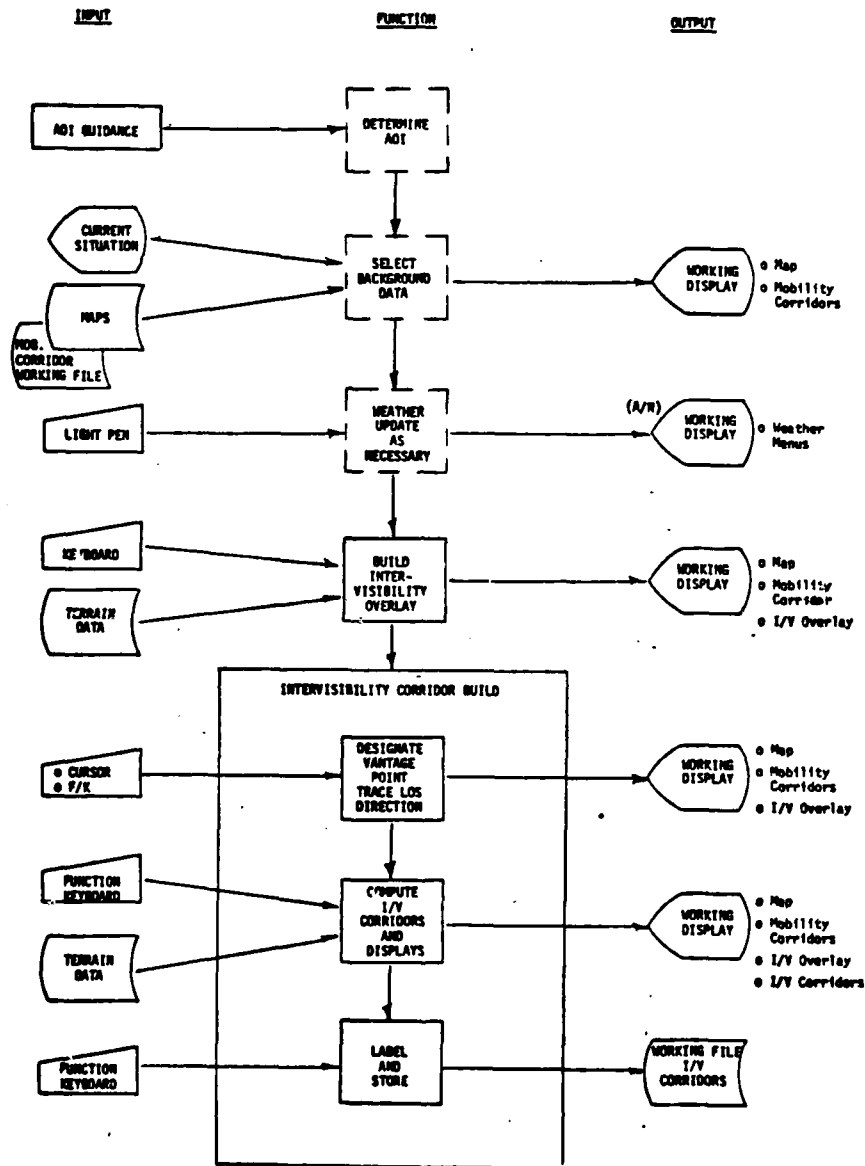 INPUT
FUNCTION
OUTPUT
AOI GUIDANCE
DETERMINE
AOI
CURRENT
SITUATION
MAPS
MOB.
CORRIDOR
WORKING FILE
SELECT
BACKGROUND
DATA
WORKING
DISPLAY
o Map
o Mobility
Corridors
LIGHT PEN
WEATHER
UPDATE
AS
NECESSARY
(A/N)
WORKING
DISPLAY
o Weather
Menus
KEYBOARD
TERRAIN
DATA
BUILD
INTER-
VISIBILITY
OVERLAY
WORKING
DISPLAY
o Map
o Mobility
Corridor
o I/V Overlay
INTERVISIBILITY CORRIDOR BUILD
o CURSOR
o F/K
DESIGNATE
VANTAGE
POINT
TRACE LOS
DIRECTION
WORKING
DISPLAY
o Map
o Mobility
Corridors
o I/V Overlay
FUNCTION
KEYBOARD
TERRAIN
DATA
COMPUTE
I/V
CORRIDORS
AND
DISPLAYS
WORKING
DISPLAY
o Map
o Mobility
Corridors
o I/V Overlay
o I/V Corridors
FUNCTION
KEYBOARD
LABEL
AND
STORE
WORKING FILE
I/V
CORRIDORS